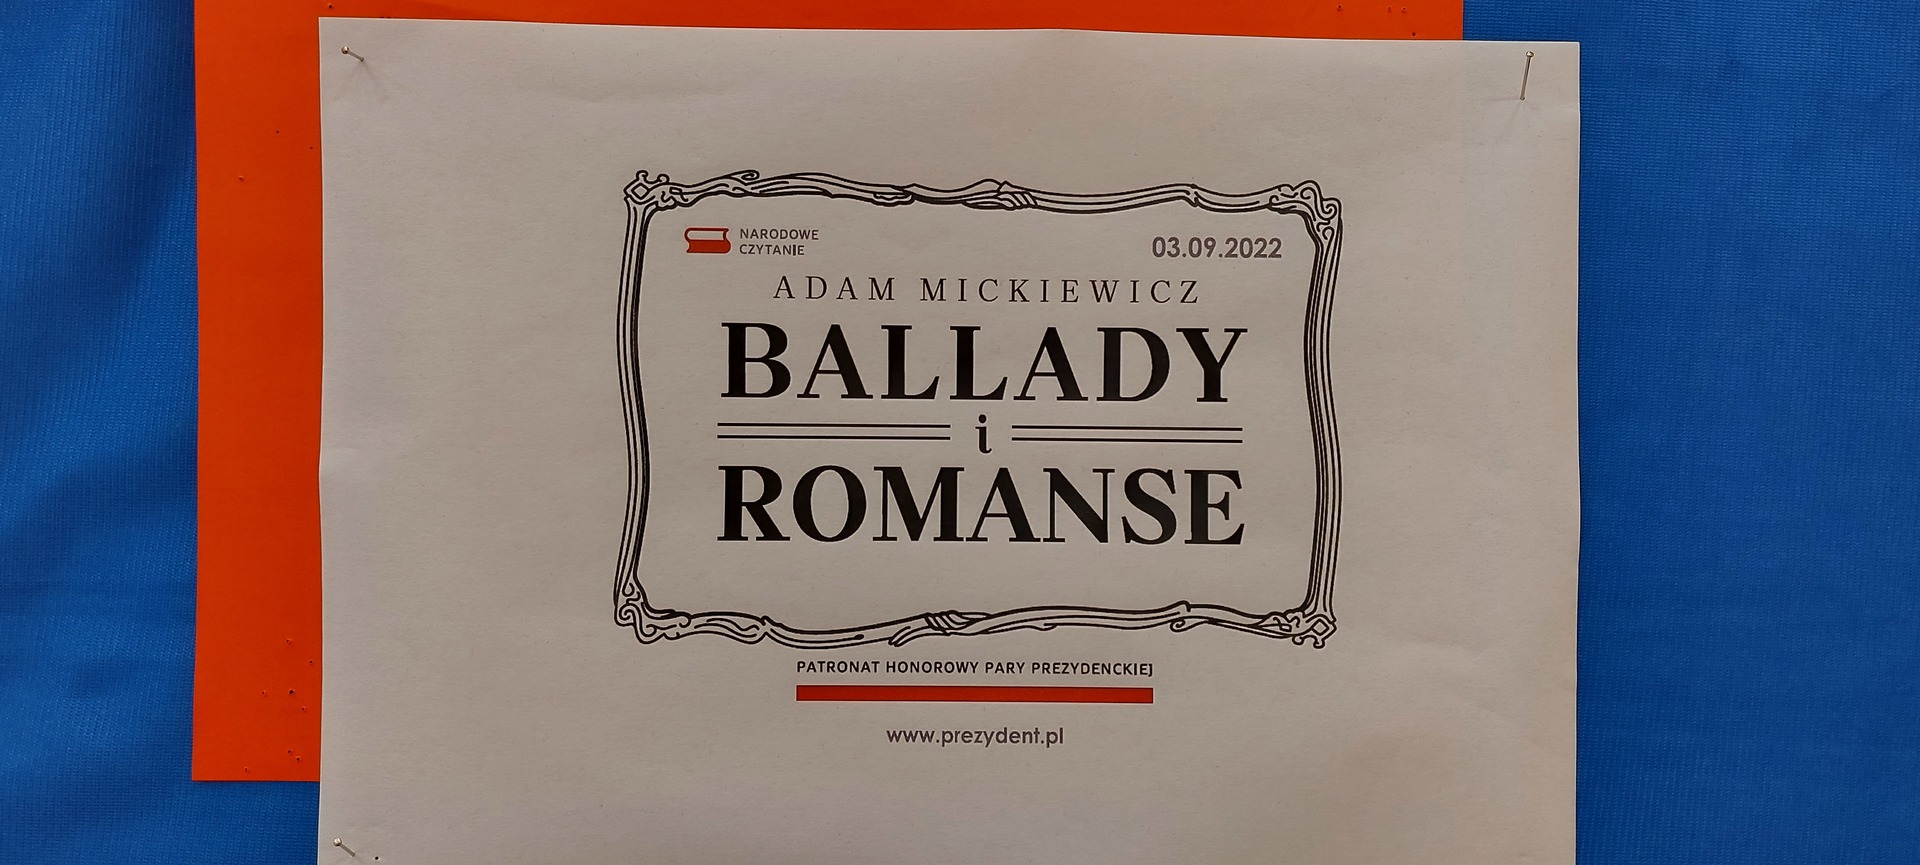 NARODOWE
CZYTANIE
03.09.2022
ADAM MICKIEWICZ
BALLADY
i
ROMANSE
PATRONAT HONOROWY PARY PREZYDENCKIEJ
www.prezydent.pl